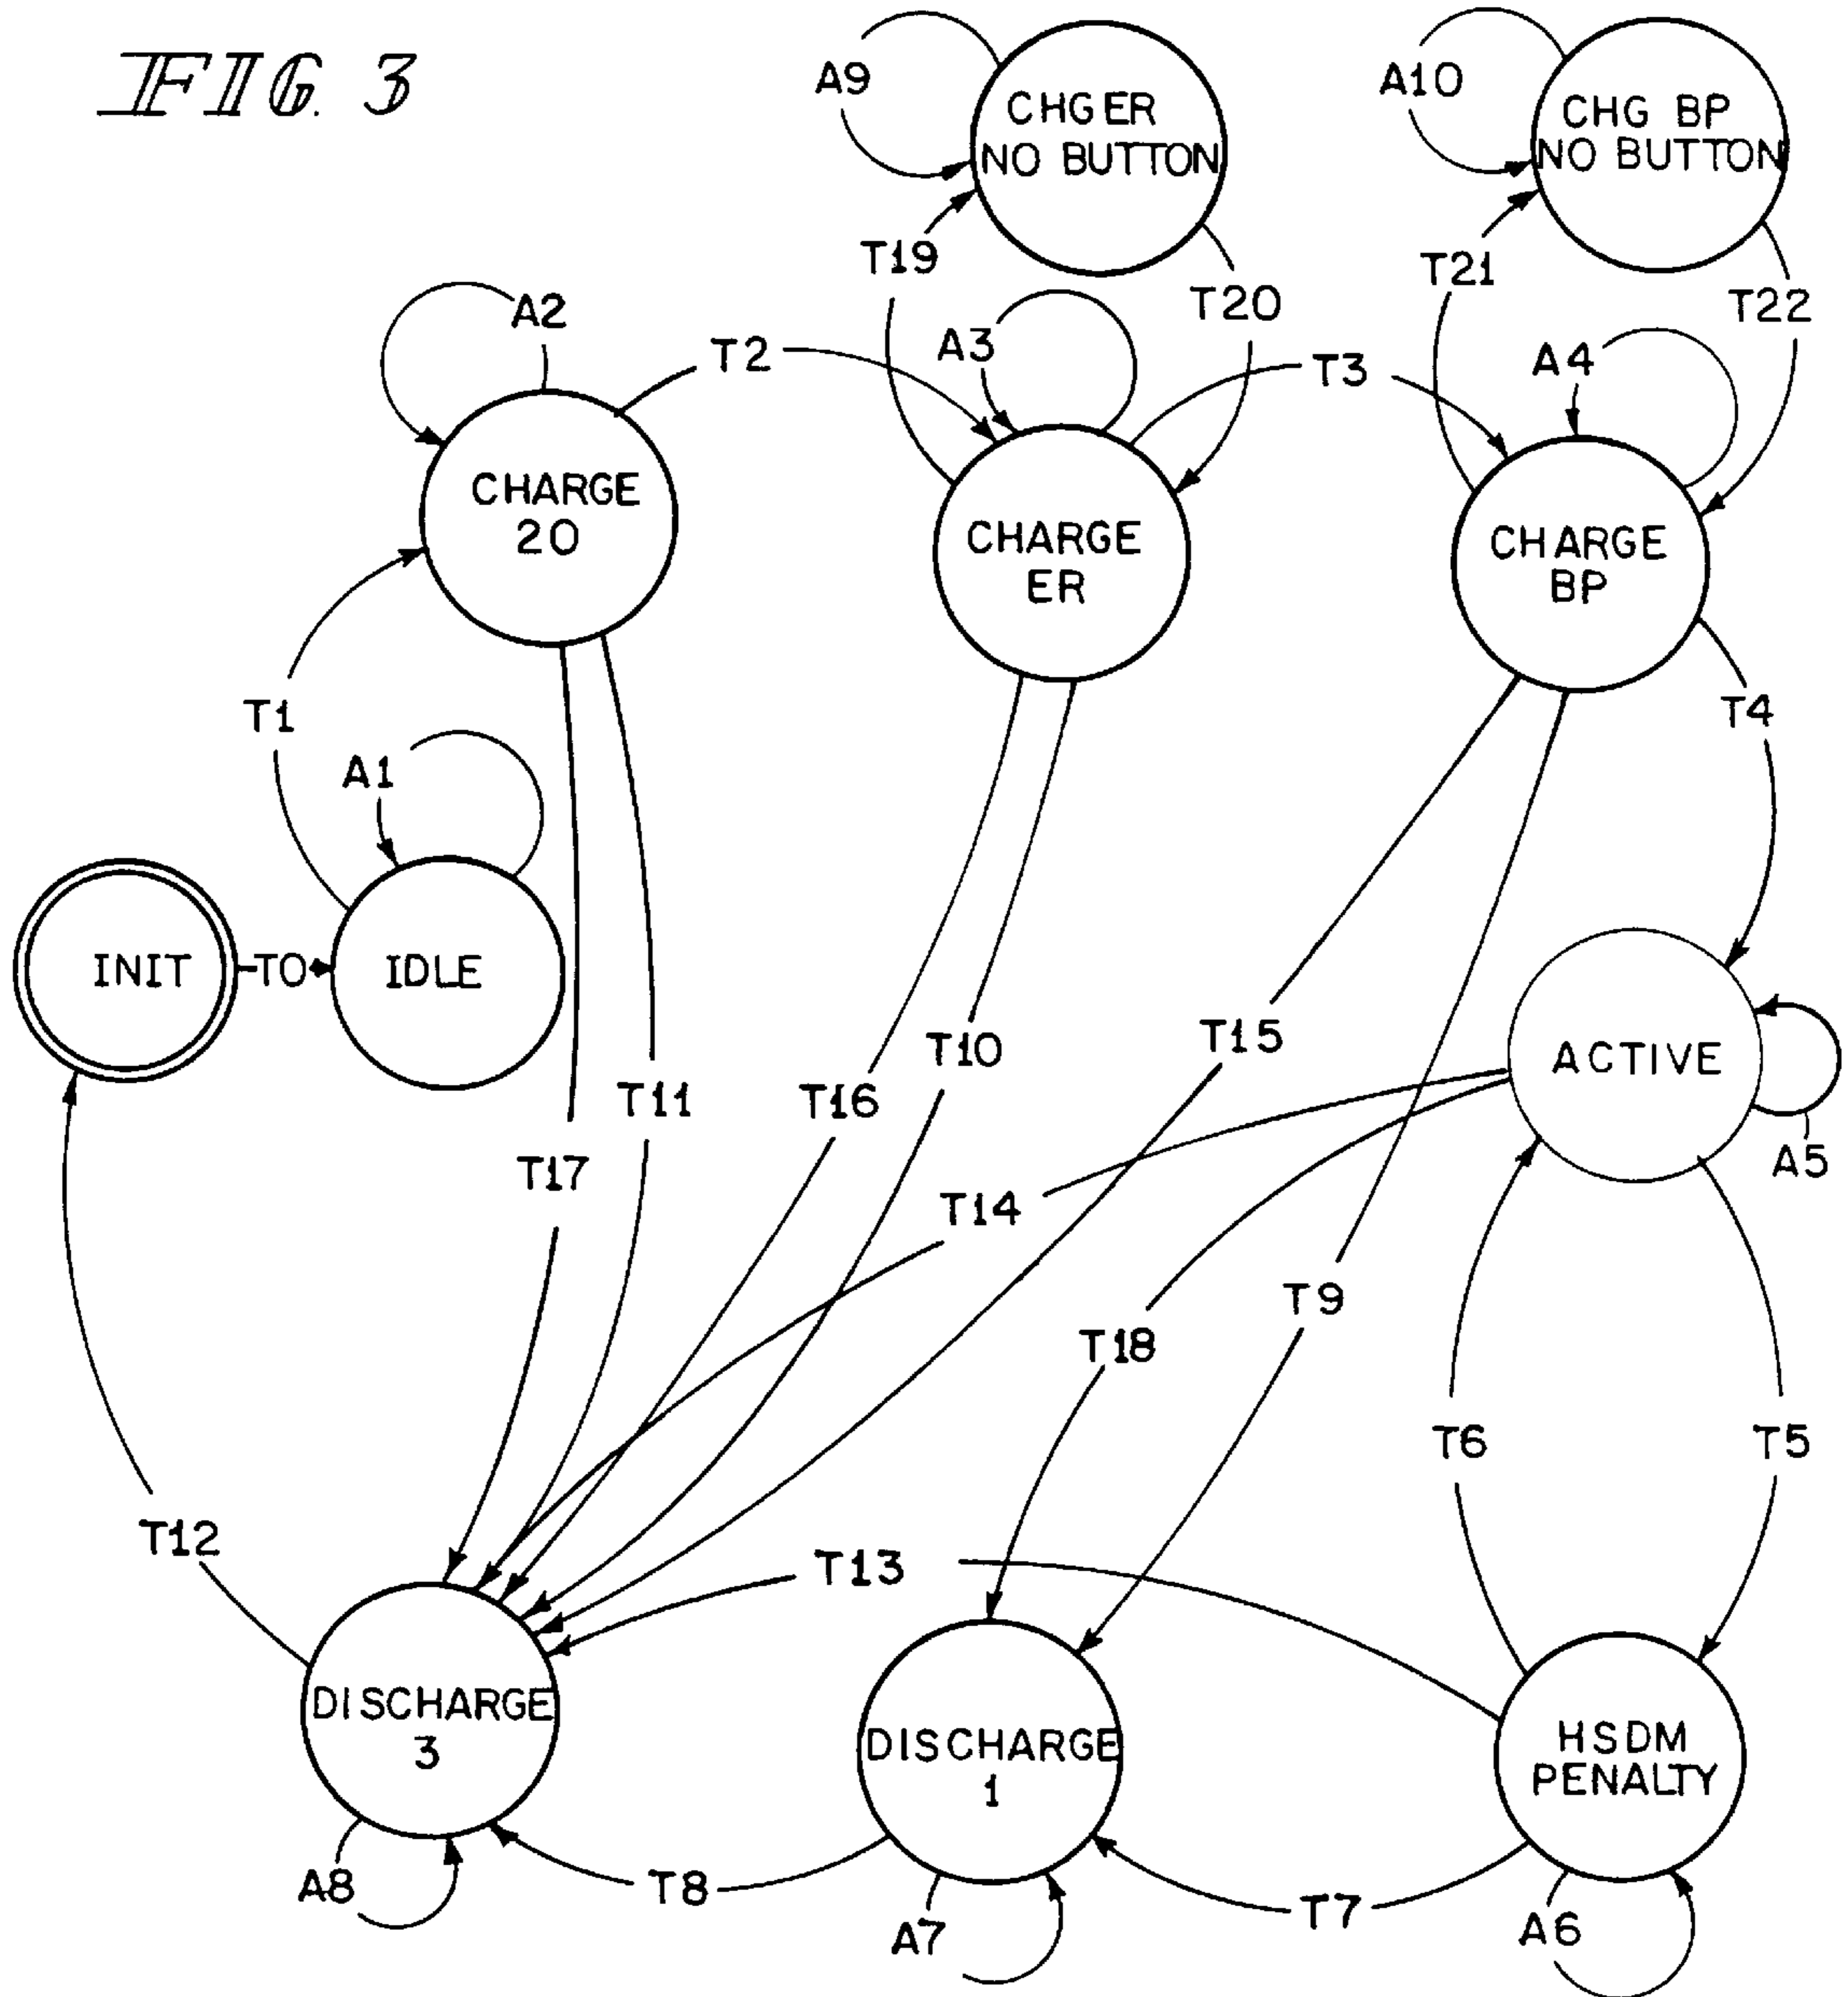 FIG. 3
A9
CHGER
NO BUTTON
A10
CHG BP
NO BUTTON
T19
T20
T21
T22
A2
T2
A3
T3
A4
CHARGE
20
CHARGE
ER
CHARGE
BP
T1
A1
T4
INIT
TO
IDLE
T10
T15
ACTIVE
T11
T16
T17
A5
T14
T9
T18
T6
T5
T12
T13
DISCHARGE
3
DISCHARGE
1
HSDM
PENALTY
A8
T8
A7
T7
A6